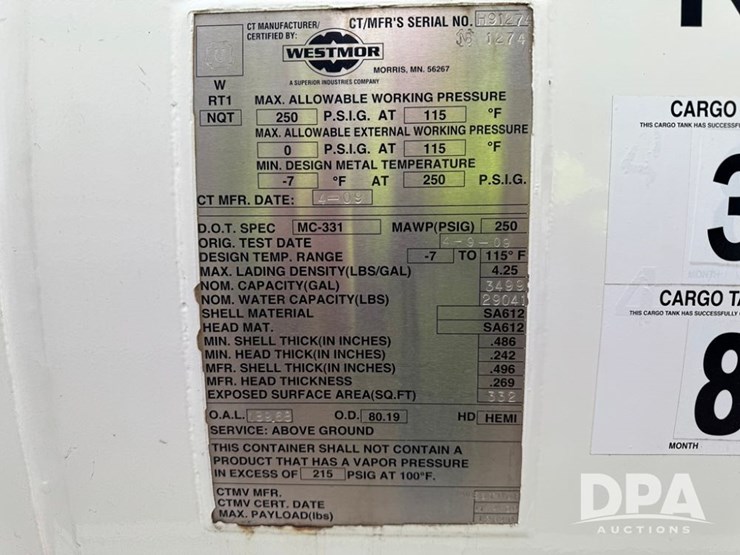 CT MANUFACTURER/ CT/MFR'S SERIAL NO.
CERTIFIED BY: 1274
WESTMOR
MORRIS, MN. 56267
A SUPERIOR INDUSTRIES COMPANY
W
RT1 MAX. ALLOWABLE WORKING PRESSURE
NQT 250 P.S.I.G. AT 115 °F
MAX. ALLOWABLE EXTERNAL WORKING PRESSURE
0 P.S.I.G. AT 115 °F
MIN. DESIGN METAL TEMPERATURE
-7 °F AT 250 P.S.I.G.
CT MFR. DATE: 4-09
D.O.T. SPEC MC-331 MAWP(PSIG) 250
ORIG. TEST DATE 4-9-09
DESIGN TEMP. RANGE -7 TO 115° F
MAX. LADING DENSITY(LBS/GAL) 4.25
NOM. CAPACITY(GAL) 3499
NOM. WATER CAPACITY(LBS) 29041
SHELL MATERIAL SA612
HEAD MAT. SA612
MIN. SHELL THICK(IN INCHES) .486
MIN. HEAD THICK(IN INCHES) .242
MFR. SHELL THICK(IN INCHES) .496
MFR. HEAD THICKNESS .269
EXPOSED SURFACE AREA(SQ.FT) 332
O.A.L. O.D. 80.19 HD HEMI
SERVICE: ABOVE GROUND
THIS CONTAINER SHALL NOT CONTAIN A
PRODUCT THAT HAS A VAPOR PRESSURE
IN EXCESS OF 215 PSIG AT 100°F.
CTMV MFR.
CTMV CERT. DATE
MAX. PAYLOAD(lbs)
CARGO
THIS CARGO TANK HAS SUCCESSFUL
3
CARGO TA
THIS CARGO TANK HAS SUCCESSFULLY
8
MONTH
DPA
AUCTIONS